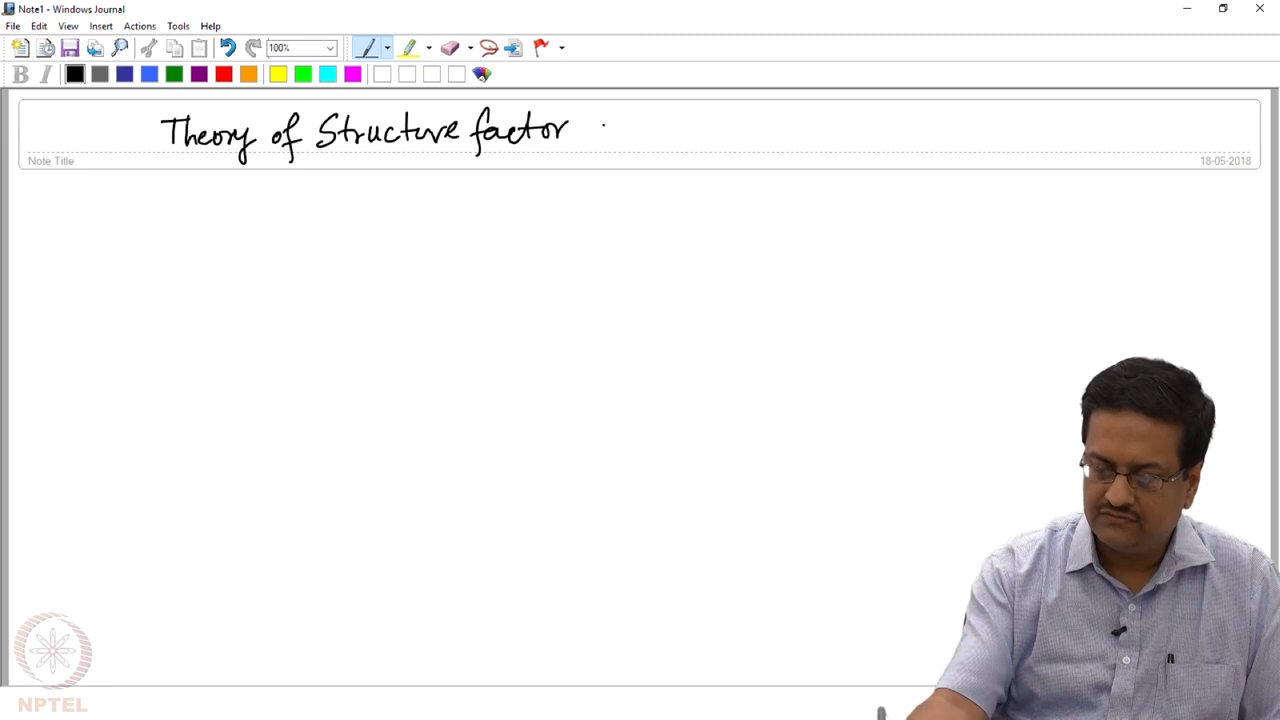 Note1 - Windows Journal
File Edit View Insert Actions Tools Help
100%
B I
Theory of Structure factor
Note Title
18-05-2018
NPTEL